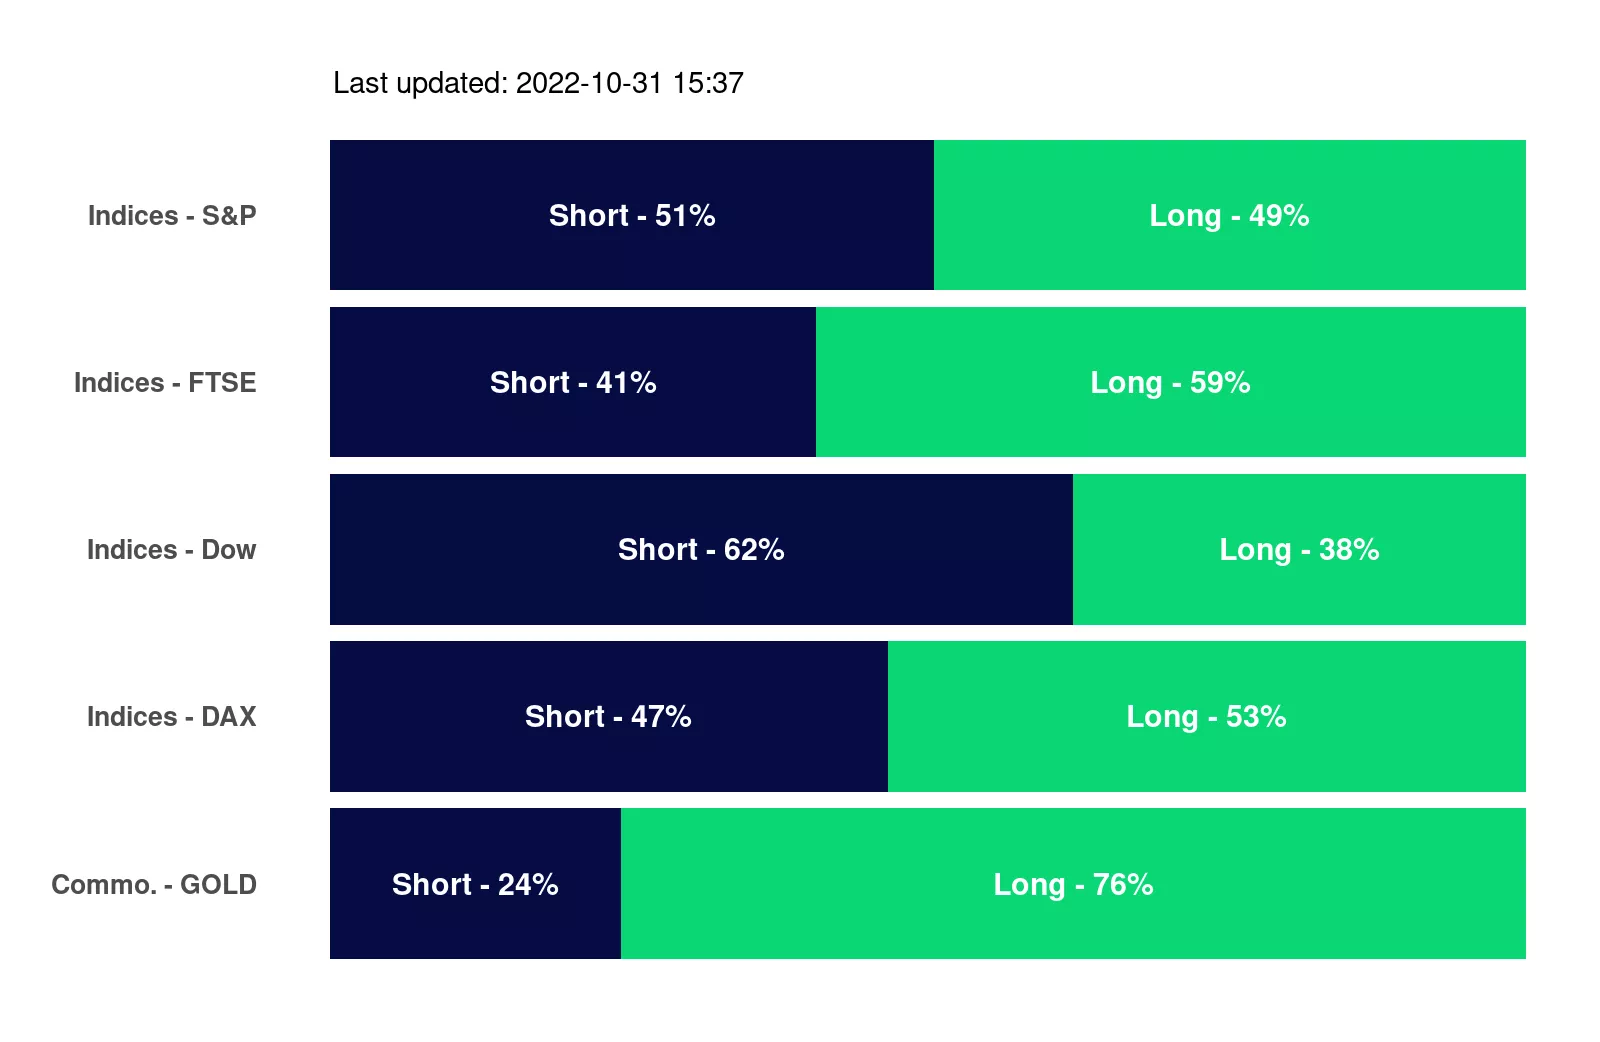 Last updated: 2022-10-31 15:37
Indices - S&P Short - 51% Long - 49%
Indices - FTSE Short - 41% Long - 59%
Indices - Dow Short - 62% Long - 38%
Indices - DAX Short - 47% Long - 53%
Commo. - GOLD Short - 24% Long - 76%